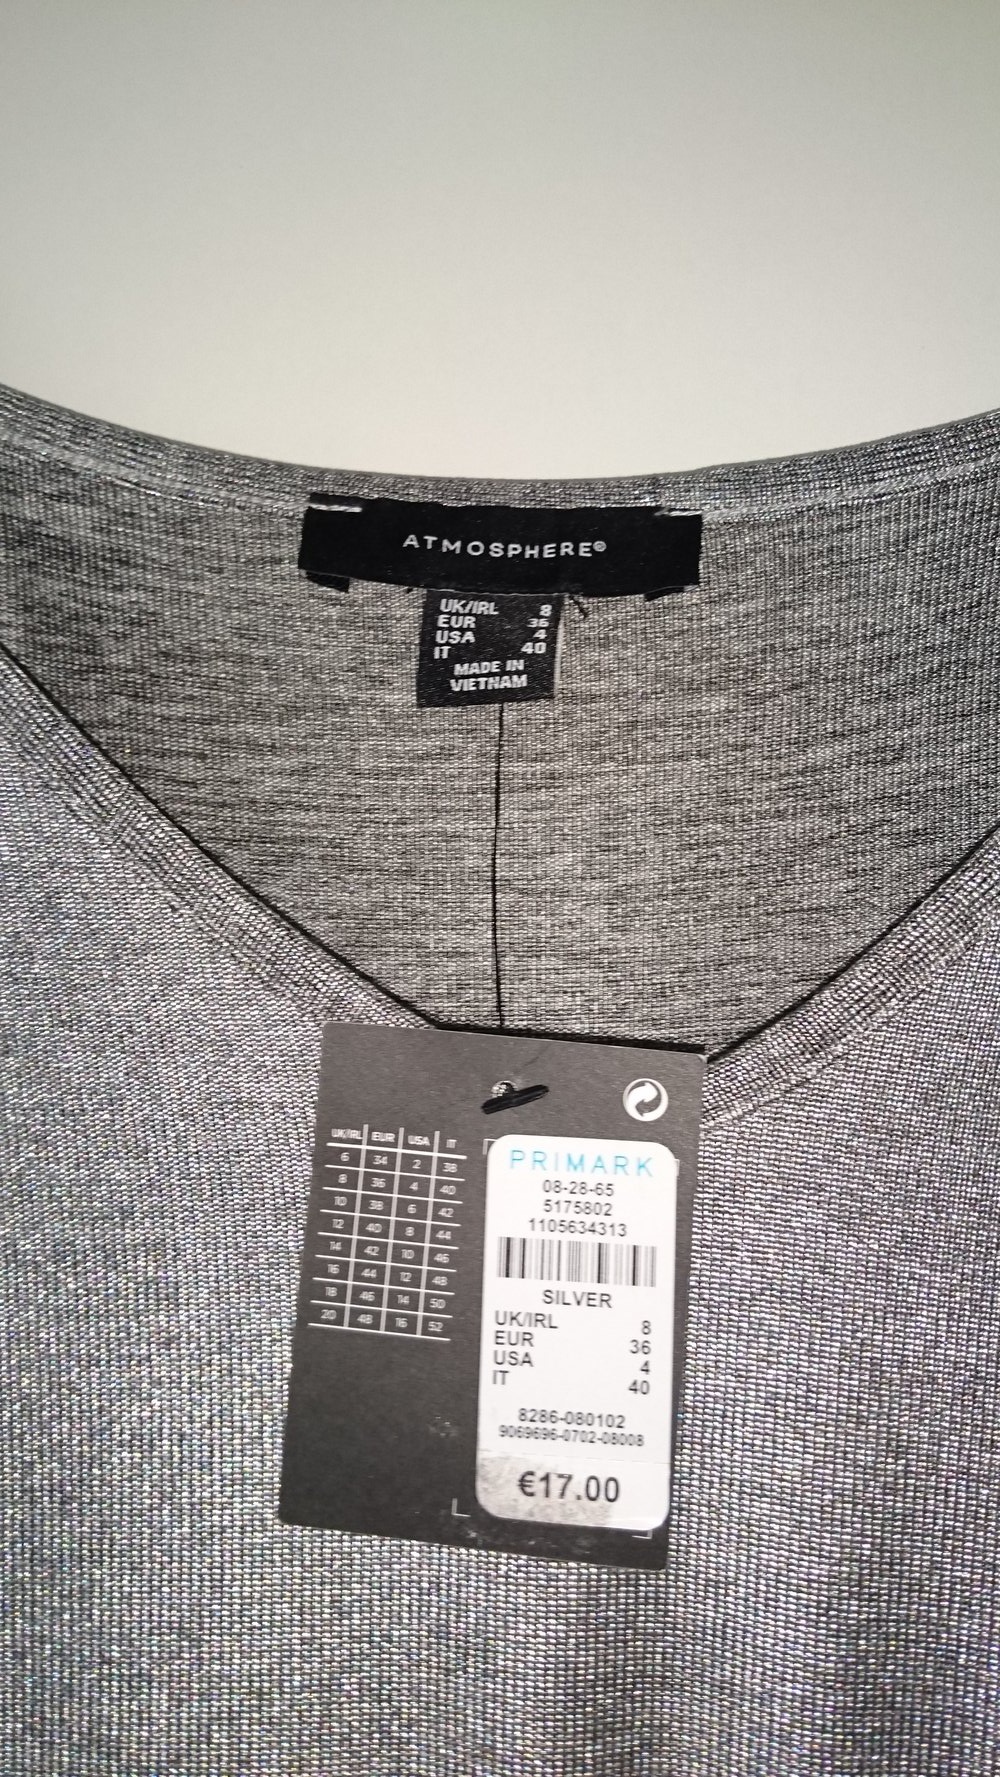 ATMOSPHERE®
UK/IRL 8
EUR 36
USA 4
IT 40
MADE IN
VIETNAM
UK/IRL EUR USA IT
6 34 2 38
8 36 4 40
10 38 6 42
12 40 8 44
14 42 10 46
16 44 12 48
18 46 14 50
20 48 16 52
PRIMARK
08-28-65
5175802
1105634313
SILVER
UK/IRL 8
EUR 36
USA 4
IT 40
8286-080102
9069696-0702-08008
€17.00